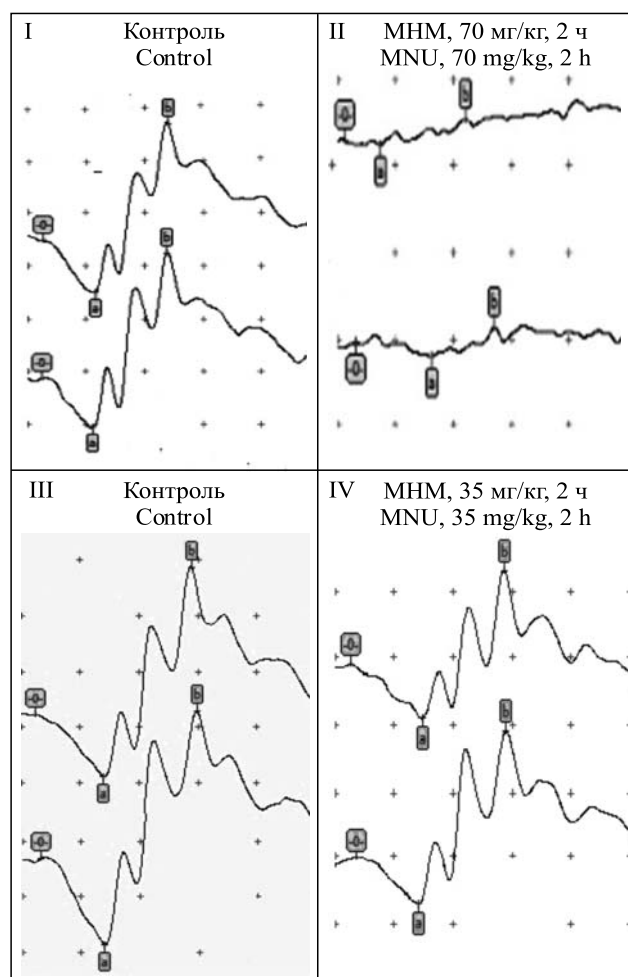 I
Контроль
Control
-0-
b
a
-0-
b
a
II
МНМ, 70 мг/кг, 2 ч
MNU, 70 mg/kg, 2 h
-0-
b
a
-0-
b
a
III
Контроль
Control
-0-
b
a
-0-
b
a
IV
МНМ, 35 мг/кг, 2 ч
MNU, 35 mg/kg, 2 h
-0-
b
a
-0-
b
a